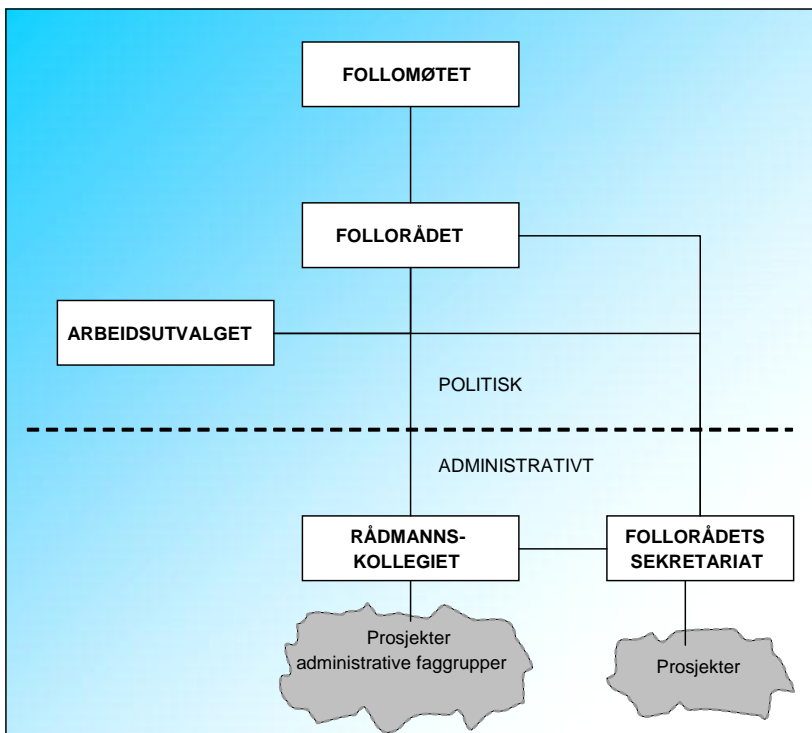 FOLLOMØTET
FOLLORÅDET
ARBEIDSUTVALGET
POLITISK
ADMINISTRATIVT
RÅDMANNS-
KOLLEGIET
FOLLORÅDETS
SEKRETARIAT
Prosjekter
administrative faggrupper
Prosjekter